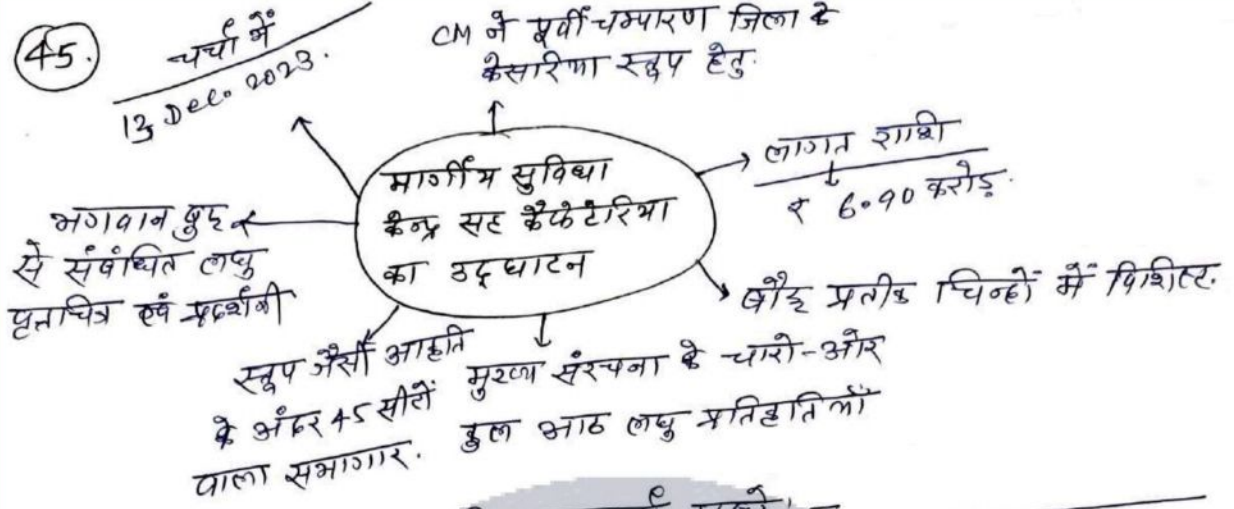 45.
चर्चा में
13 Dec. 2023.
CM ने पूर्वी चम्पारण जिला के
केसारिया स्तूप हेतु.
मार्गीय सुविधा
केन्द्र सह कैफेटेरिया
का उद्घाटन
लागत राशि
₹ 6.90 करोड़.
भगवान बुद्ध
से संबंधित लघु
वृत्तचित्र एवं प्रदर्शनी
बौद्ध प्रतीक चिन्हों में विशिष्ट.
स्तूप जैसी आकृति
के अंदर 45 सीटों
वाला सभागार.
मुख्य संरचना के चारो-ओर
कुल आठ लघु प्रतिकृतियाँ